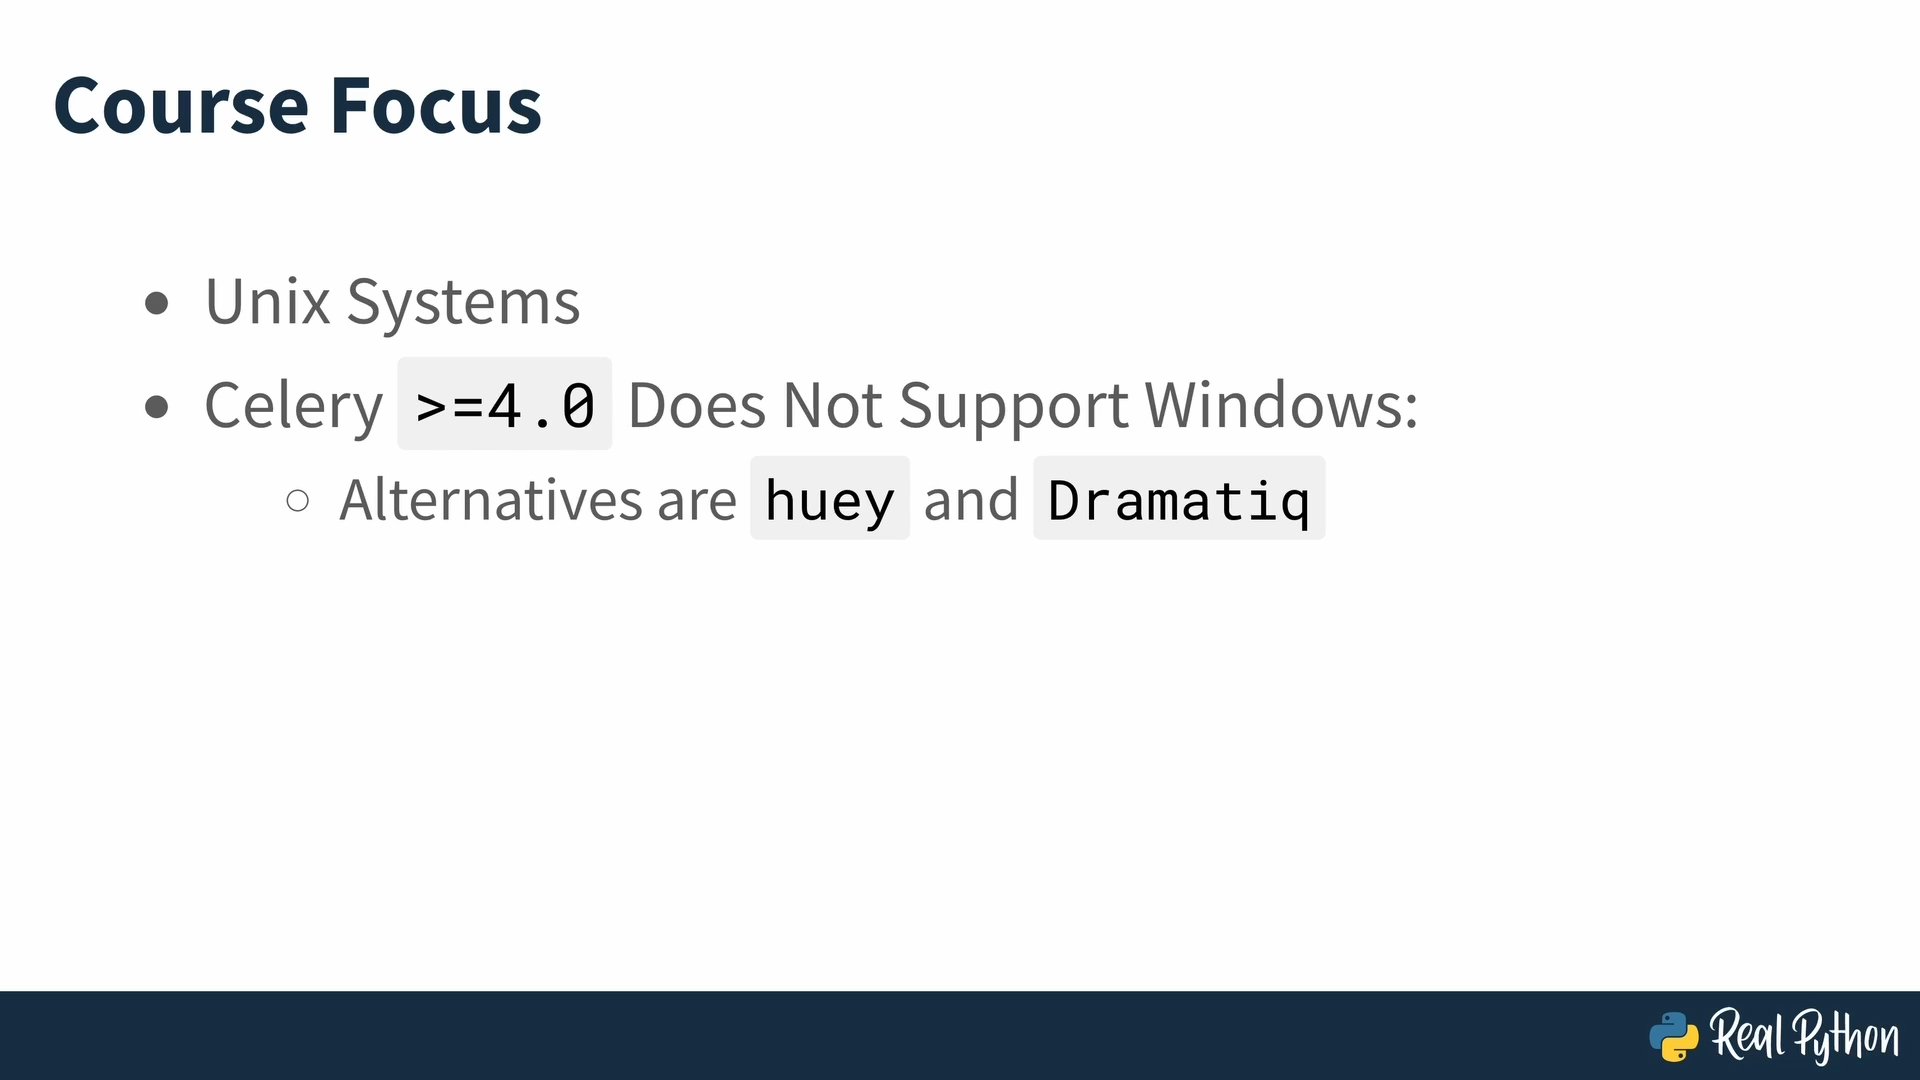 Course Focus
Unix Systems
Celery >=4.0 Does Not Support Windows:
Alternatives are huey and Dramatiq
Real Python